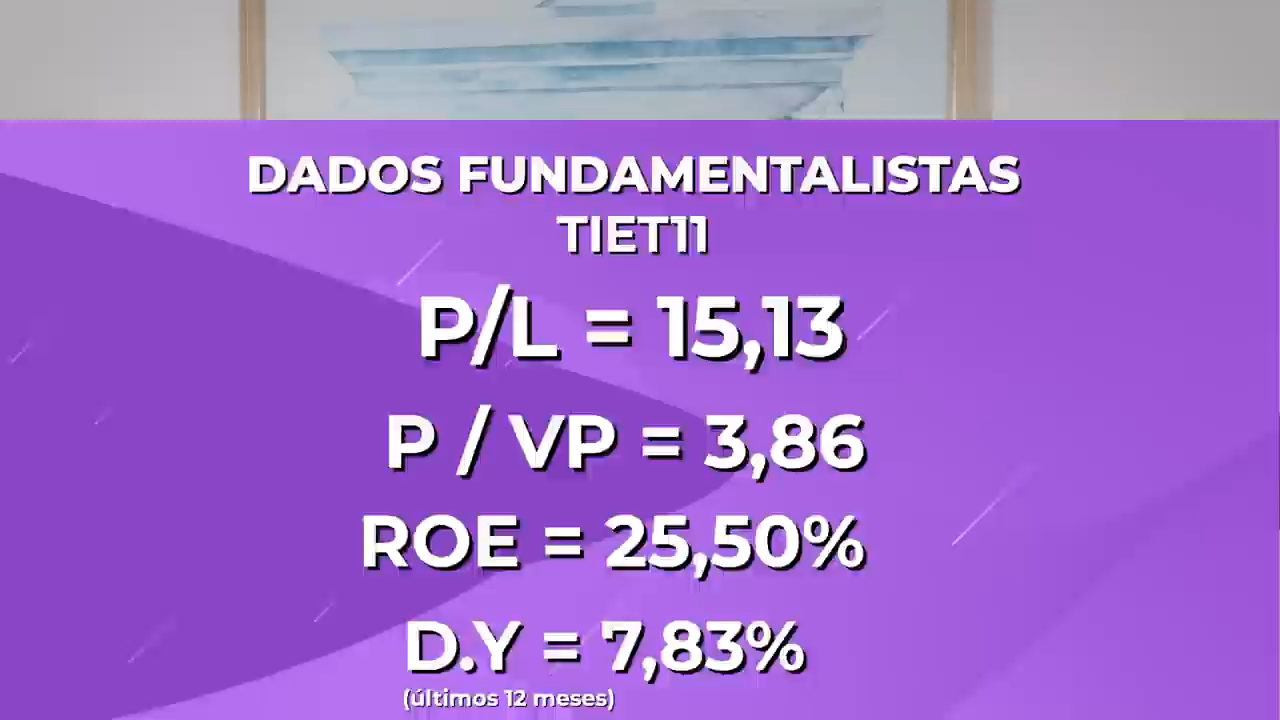 DADOS FUNDAMENTALISTAS
TIET11
P/L = 15,13
P / VP = 3,86
ROE = 25,50%
D.Y = 7,83%
(últimos 12 meses)